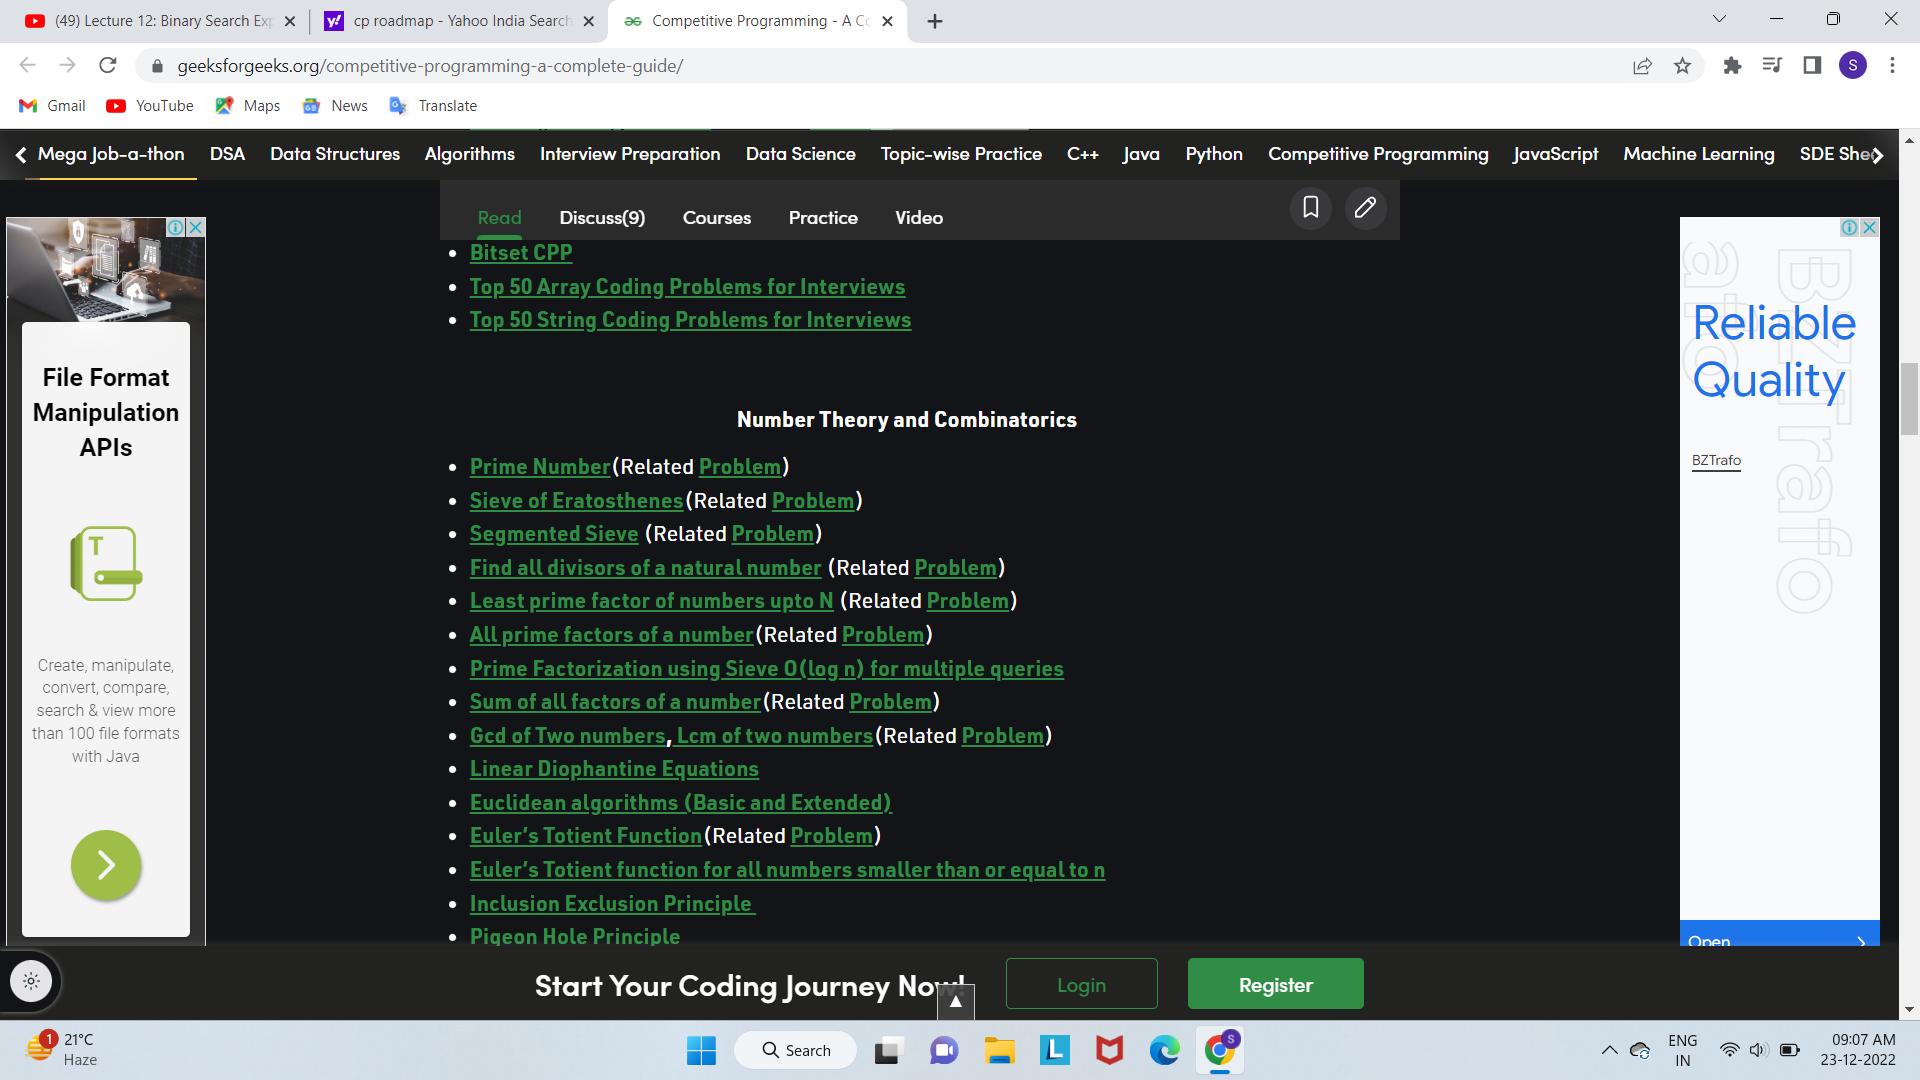 (49) Lecture 12: Binary Search Exp
cp roadmap - Yahoo India Search
Competitive Programming - A Co
geeksforgeeks.org/competitive-programming-a-complete-guide/
S
Gmail
YouTube
Maps
News
Translate
Mega Job-a-thon
DSA
Data Structures
Algorithms
Interview Preparation
Data Science
Topic-wise Practice
C++
Java
Python
Competitive Programming
JavaScript
Machine Learning
SDE Shee
Read
Discuss(9)
Courses
Practice
Video
Bitset CPP
Top 50 Array Coding Problems for Interviews
Top 50 String Coding Problems for Interviews
Number Theory and Combinatorics
Prime Number(Related Problem)
Sieve of Eratosthenes(Related Problem)
Segmented Sieve (Related Problem)
Find all divisors of a natural number (Related Problem)
Least prime factor of numbers upto N (Related Problem)
All prime factors of a number(Related Problem)
Prime Factorization using Sieve O(log n) for multiple queries
Sum of all factors of a number(Related Problem)
Gcd of Two numbers, Lcm of two numbers(Related Problem)
Linear Diophantine Equations
Euclidean algorithms (Basic and Extended)
Euler’s Totient Function(Related Problem)
Euler’s Totient function for all numbers smaller than or equal to n
Inclusion Exclusion Principle
Pigeon Hole Principle
File Format
Manipulation
APIs
T
Create, manipulate,
convert, compare,
search & view more
than 100 file formats
with Java
BZTrafo
Reliable
Quality
BZTrafo
Open
Start Your Coding Journey Now!
Login
Register
1
21°C
Haze
Search
L
S
ENG
IN
09:07 AM
23-12-2022